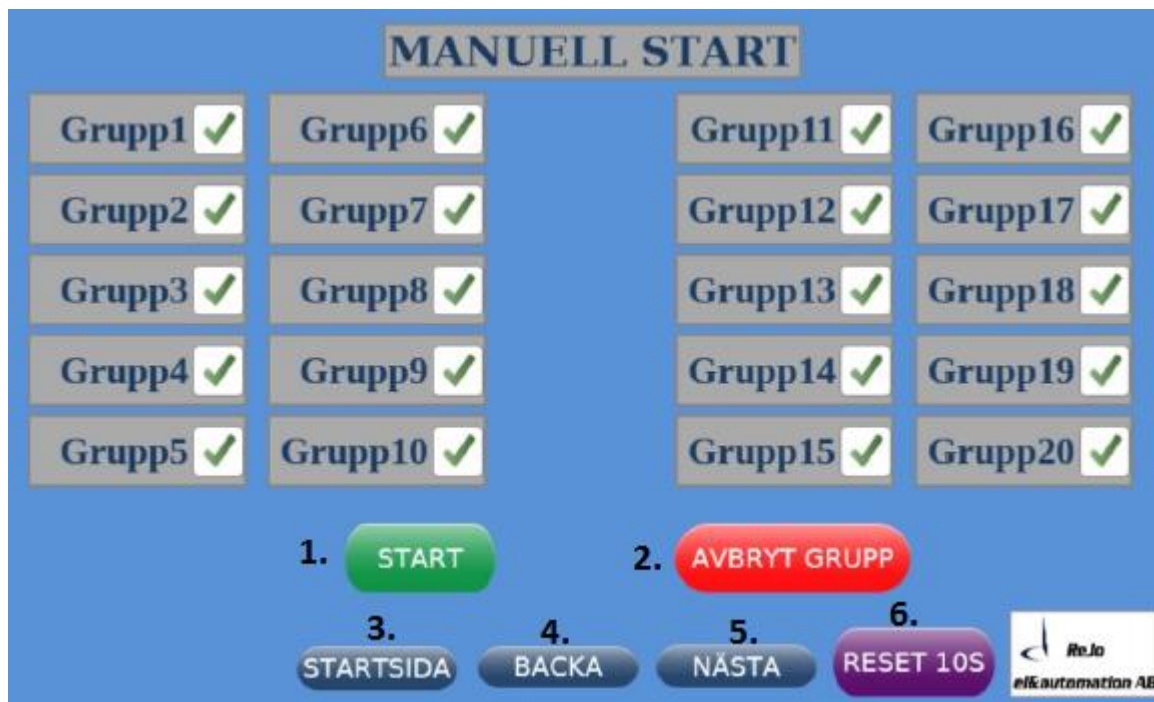 MANUELL START
Grupp1 Grupp6 Grupp11 Grupp16
Grupp2 Grupp7 Grupp12 Grupp17
Grupp3 Grupp8 Grupp13 Grupp18
Grupp4 Grupp9 Grupp14 Grupp19
Grupp5 Grupp10 Grupp15 Grupp20
1. START 2. AVBRYT GRUPP
3. 4. 5. 6.
STARTSIDA BACKA NÄSTA RESET 10S
ReJo
el&automation AB